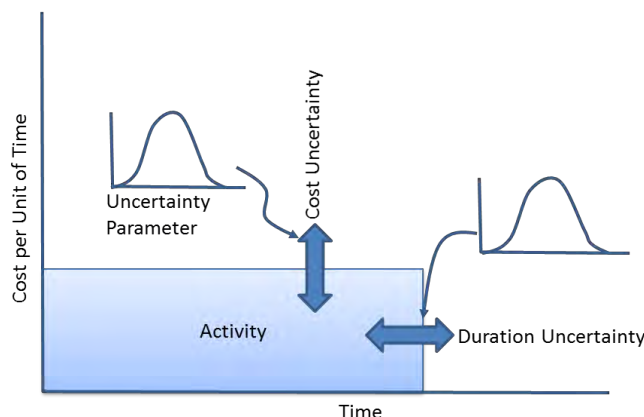 Cost per Unit of Time
Uncertainty
Parameter
Cost Uncertainty
Activity
Duration Uncertainty
Time